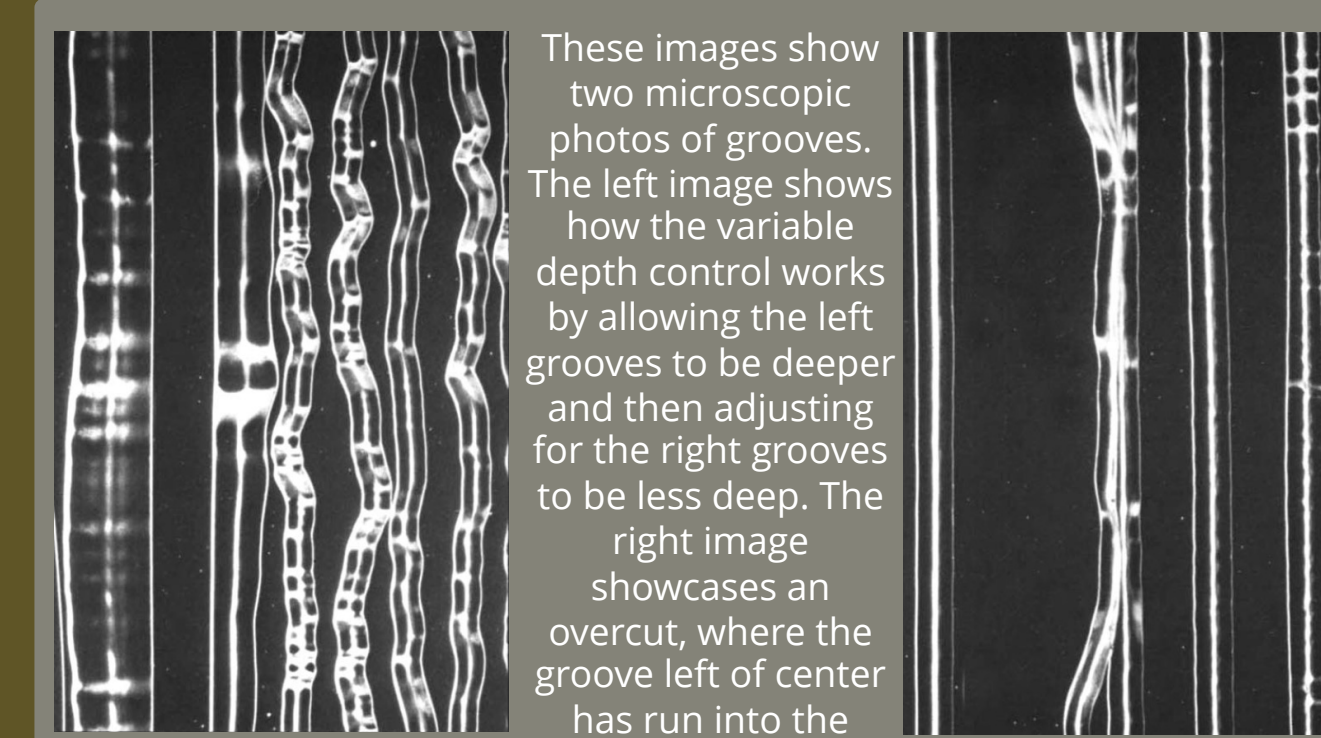 These images show
two microscopic
photos of grooves.
The left image shows
how the variable
depth control works
by allowing the left
grooves to be deeper
and then adjusting
for the right grooves
to be less deep. The
right image
showcases an
overcut, where the
groove left of center
has run into the